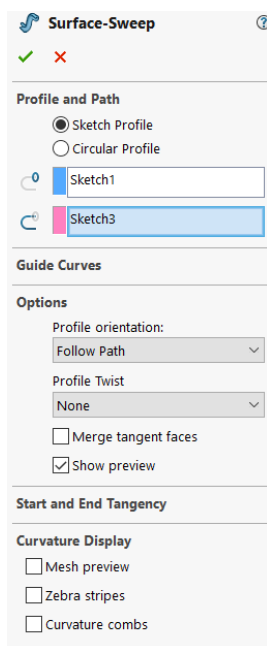 Surface-Sweep
Profile and Path
Sketch Profile
Circular Profile
Sketch1
Sketch3
Guide Curves
Options
Profile orientation:
Follow Path
Profile Twist
None
Merge tangent faces
Show preview
Start and End Tangency
Curvature Display
Mesh preview
Zebra stripes
Curvature combs